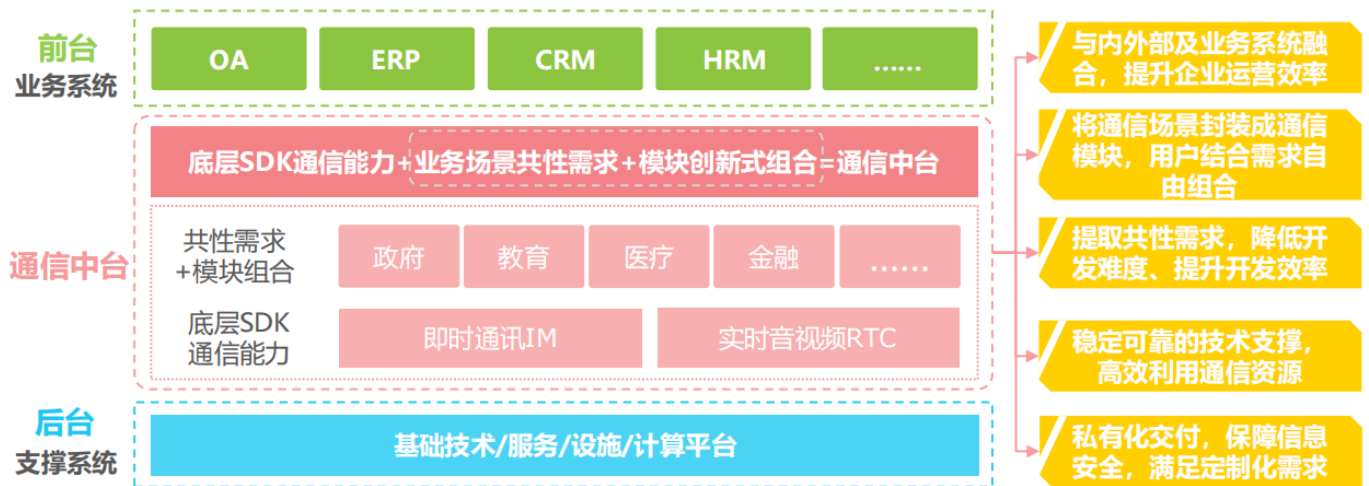 前台
业务系统
OA
ERP
CRM
HRM
……
底层SDK通信能力+业务场景共性需求+模块创新式组合=通信中台
通信中台
共性需求
+模块组合
政府
教育
医疗
金融
……
底层SDK
通信能力
即时通讯IM
实时音视频RTC
后台
支撑系统
基础技术/服务/设施/计算平台
与内外部及业务系统融
合，提升企业运营效率
将通信场景封装成通信
模块，用户结合需求自
由组合
提取共性需求，降低开
发难度、提升开发效率
稳定可靠的技术支撑，
高效利用通信资源
私有化交付，保障信息
安全，满足定制化需求